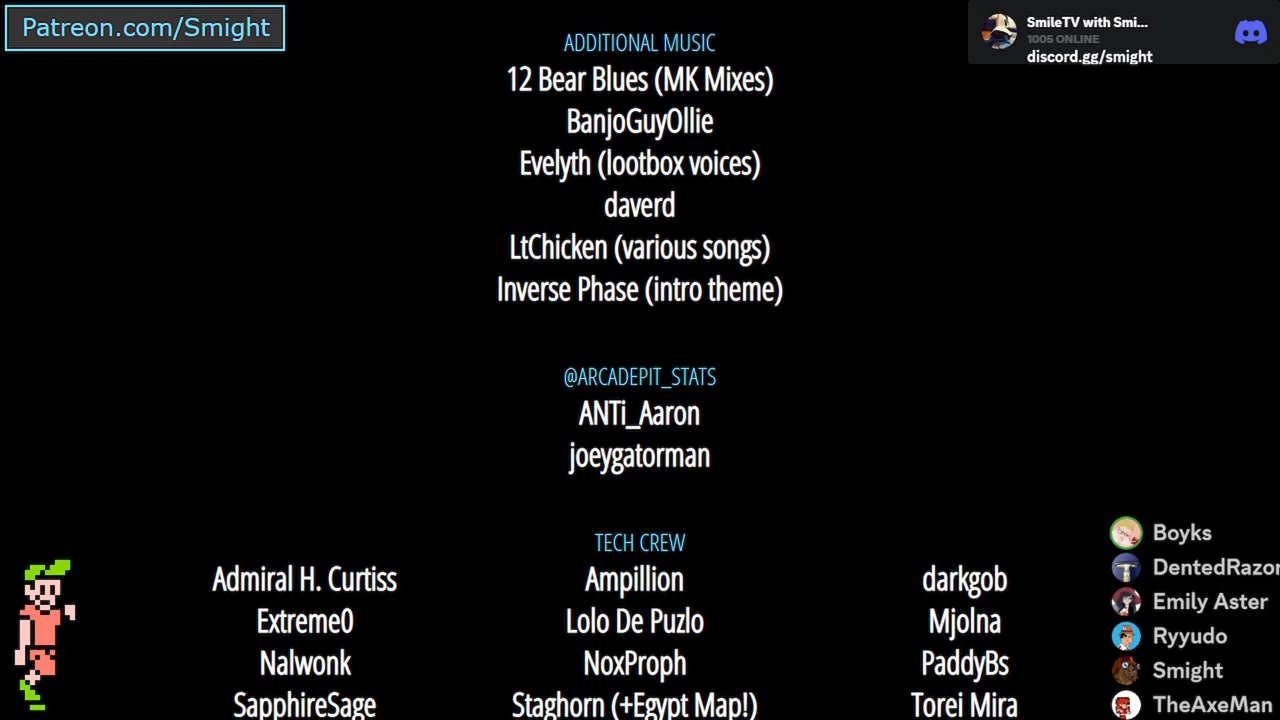 Patreon.com/Smight
SmileTV with Smi...
1005 ONLINE
discord.gg/smight
ADDITIONAL MUSIC
12 Bear Blues (MK Mixes)
BanjoGuyOllie
Evelyth (lootbox voices)
daverd
LtChicken (various songs)
Inverse Phase (intro theme)
@ARCADEPIT_STATS
ANTi_Aaron
joeygatorman
TECH CREW
Admiral H. Curtiss Ampillion darkgob
Extreme0 Lolo De Puzlo Mjolna
Nalwonk NoxProph PaddyBs
SapphireSage Staghorn (+Egypt Map!) Torei Mira
Boyks
DentedRazor
Emily Aster
Ryyudo
Smight
TheAxeMan